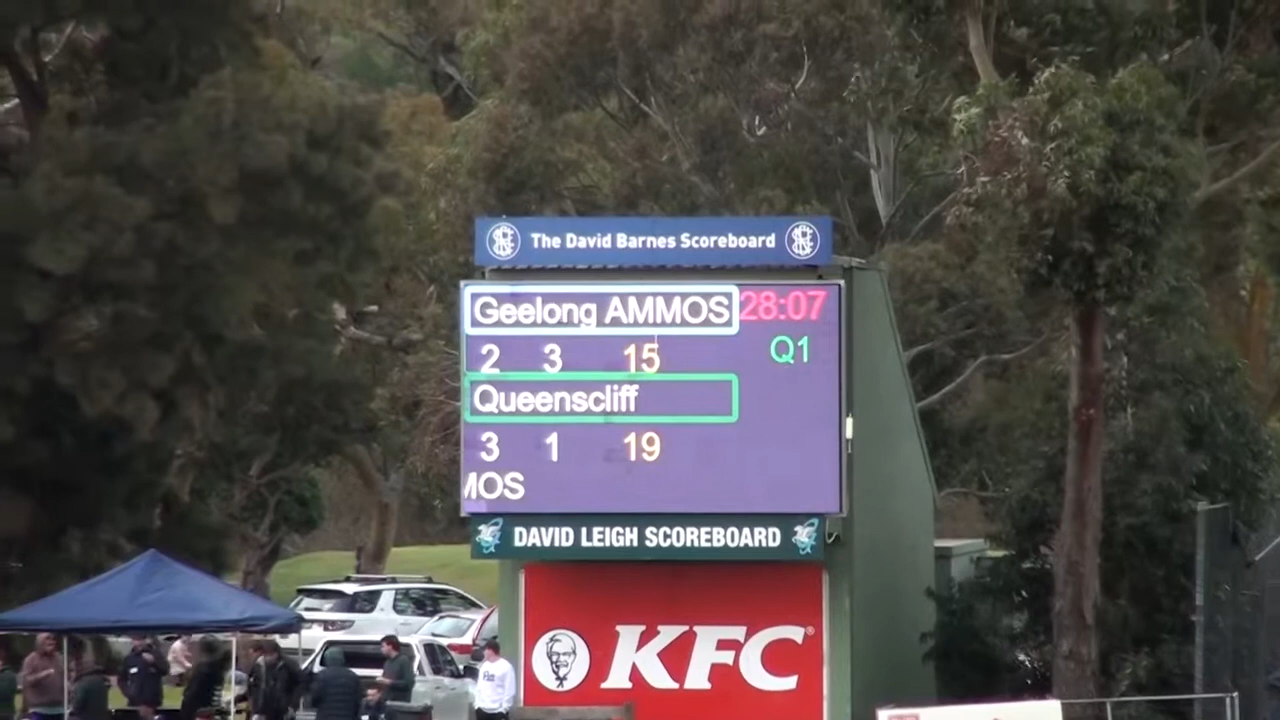 The David Barnes Scoreboard
Geelong AMMOS 28:07
2 3 15 Q1
Queenscliff
3 1 19
MOS
DAVID LEIGH SCOREBOARD
KFC®